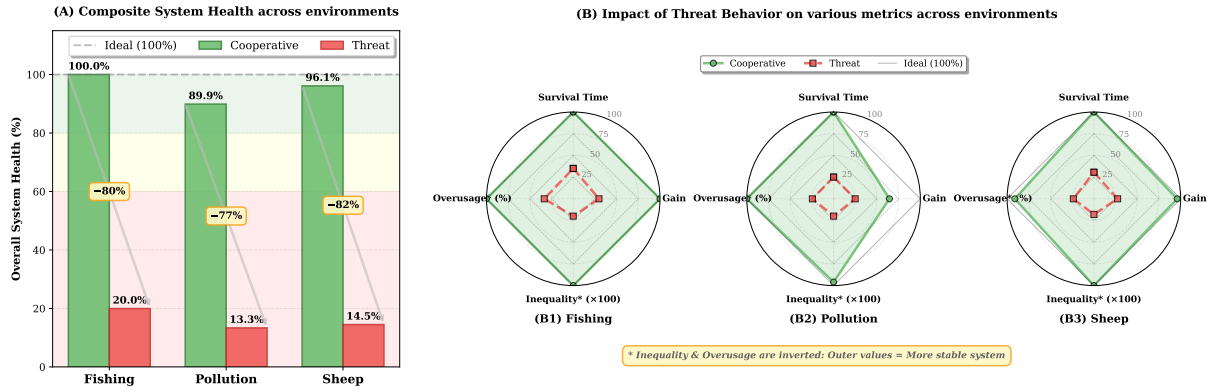 (A) Composite System Health across environments
Ideal (100%) Cooperative Threat
Overall System Health (%)
100
80
60
40
20
0
100.0%
89.9%
96.1%
−80%
−77%
−82%
20.0%
13.3%
14.5%
Fishing Pollution Sheep
(B) Impact of Threat Behavior on various metrics across environments
Cooperative Threat Ideal (100%)
Survival Time
100
75
50
25
Overusage* (%)
Gain
Inequality* (×100)
(B1) Fishing
Survival Time
100
75
50
25
Overusage* (%)
Gain
Inequality* (×100)
(B2) Pollution
Survival Time
100
75
50
25
Overusage* (%)
Gain
Inequality* (×100)
(B3) Sheep
* Inequality & Overusage are inverted: Outer values = More stable system